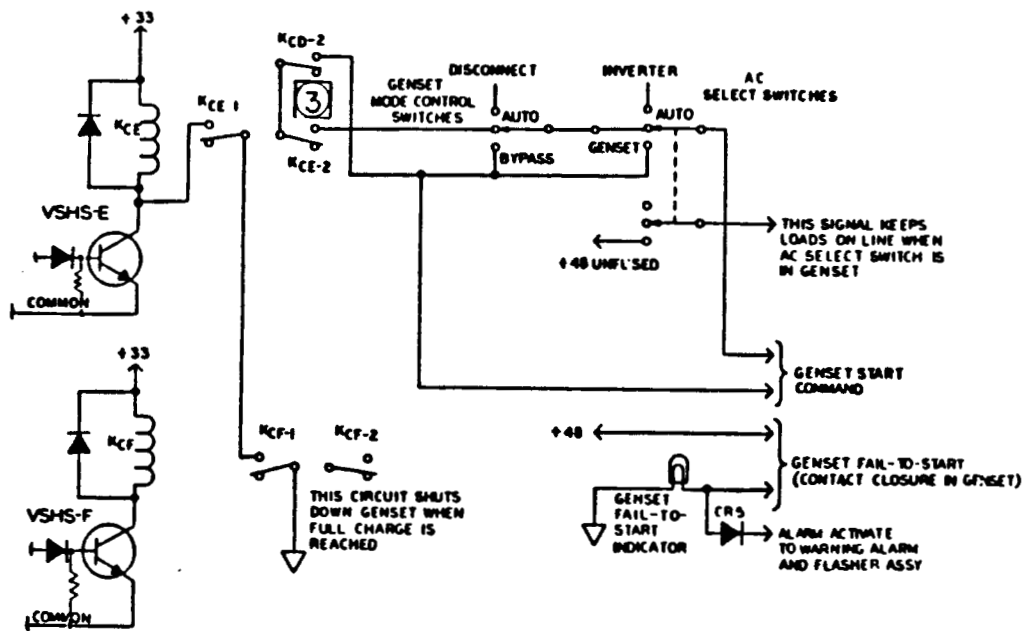 +33
KCD-2
DISCONNECT
INVERTER
AC
SELECT SWITCHES
GENSET
MODE CONTROL
SWITCHES
3
KCE 1
AUTO
AUTO
KCE
KCE-2
BYPASS
GENSET
VSHS-E
THIS SIGNAL KEEPS
LOADS ON LINE WHEN
AC SELECT SWITCH IS
IN GENSET
+48 UNFUSED
COMMON
+33
GENSET START
COMMAND
KCF
KCF-1
KCF-2
+48
GENSET FAIL-TO-START
(CONTACT CLOSURE IN GENSET)
THIS CIRCUIT SHUTS
DOWN GENSET WHEN
FULL CHARGE IS
REACHED
GENSET
FAIL-TO-
START
INDICATOR
CR5
VSHS-F
ALARM ACTIVATE
TO WARNING ALARM
AND FLASHER ASSY
COMMON